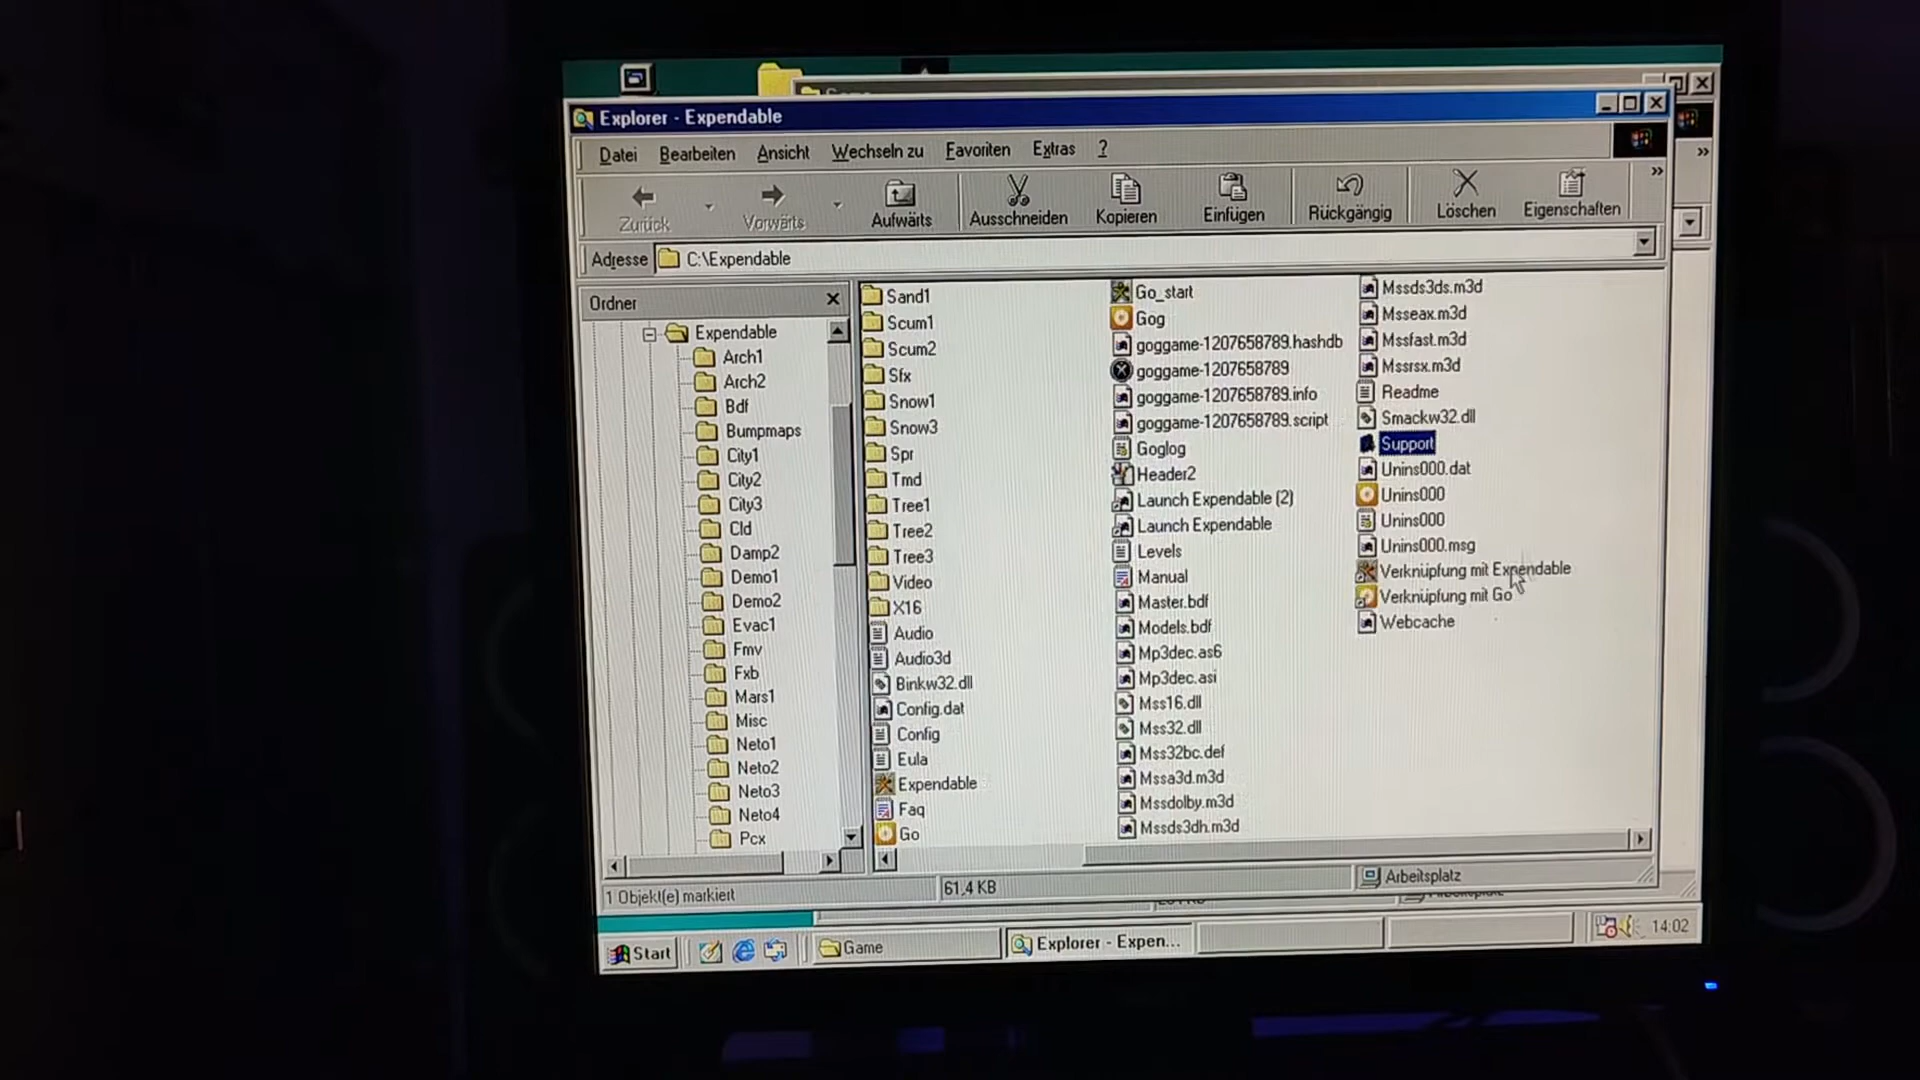 Explorer - Expendable
Datei Bearbeiten Ansicht Wechseln zu Favoriten Extras ?
Zurück Vorwärts Aufwärts Ausschneiden Kopieren Einfügen Rückgängig Löschen Eigenschaften
Adresse C:\Expendable
Ordner
Expendable
Arch1
Arch2
Bdf
Bumpmaps
City1
City2
City3
Cld
Damp2
Demo1
Demo2
Evac1
Fmv
Fxb
Mars1
Misc
Neto1
Neto2
Neto3
Neto4
Pcx
Sand1
Scum1
Scum2
Sfx
Snow1
Snow3
Spr
Tmd
Tree1
Tree2
Tree3
Video
X16
Audio
Audio3d
Binkw32.dll
Config.dat
Config
Eula
Expendable
Faq
Go
Go_start
Gog
goggame-1207658789.hashdb
goggame-1207658789
goggame-1207658789.info
goggame-1207658789.script
Goglog
Header2
Launch Expendable (2)
Launch Expendable
Levels
Manual
Master.bdf
Models.bdf
Mp3dec.as6
Mp3dec.asi
Mss16.dll
Mss32.dll
Mss32bc.def
Mssa3d.m3d
Mssdolby.m3d
Mssds3dh.m3d
Mssds3ds.m3d
Msseax.m3d
Mssfast.m3d
Mssrsx.m3d
Readme
Smackw32.dll
Support
Unins000.dat
Unins000
Unins000
Unins000.msg
Verknüpfung mit Expendable
Verknüpfung mit Go
Webcache
1 Objekt(e) markiert 61,4 KB Arbeitsplatz
Start Game Explorer - Expen... 14:02